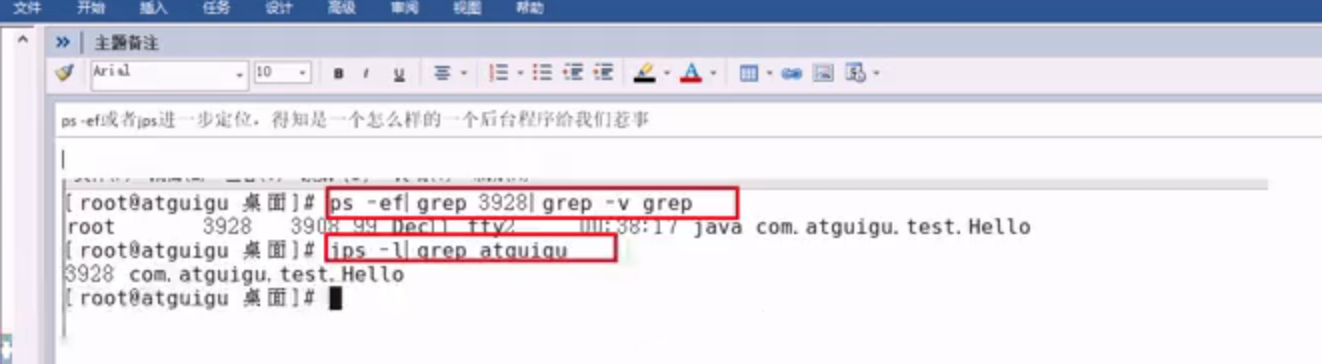 文件 开始 插入 任务 设计 高级 审阅 视图 帮助
主题备注
Arial 10 B I U A
ps -ef或者jps进一步定位，得知是一个怎么样的一个后台程序给我们惹事
[root@atguigu 桌面]# ps -ef|grep 3928|grep -v grep
root 3928 3908 99 Dec11 tty2 00:38:17 java com.atguigu.test.Hello
[root@atguigu 桌面]# jps -l|grep atguigu
3928 com.atguigu.test.Hello
[root@atguigu 桌面]#